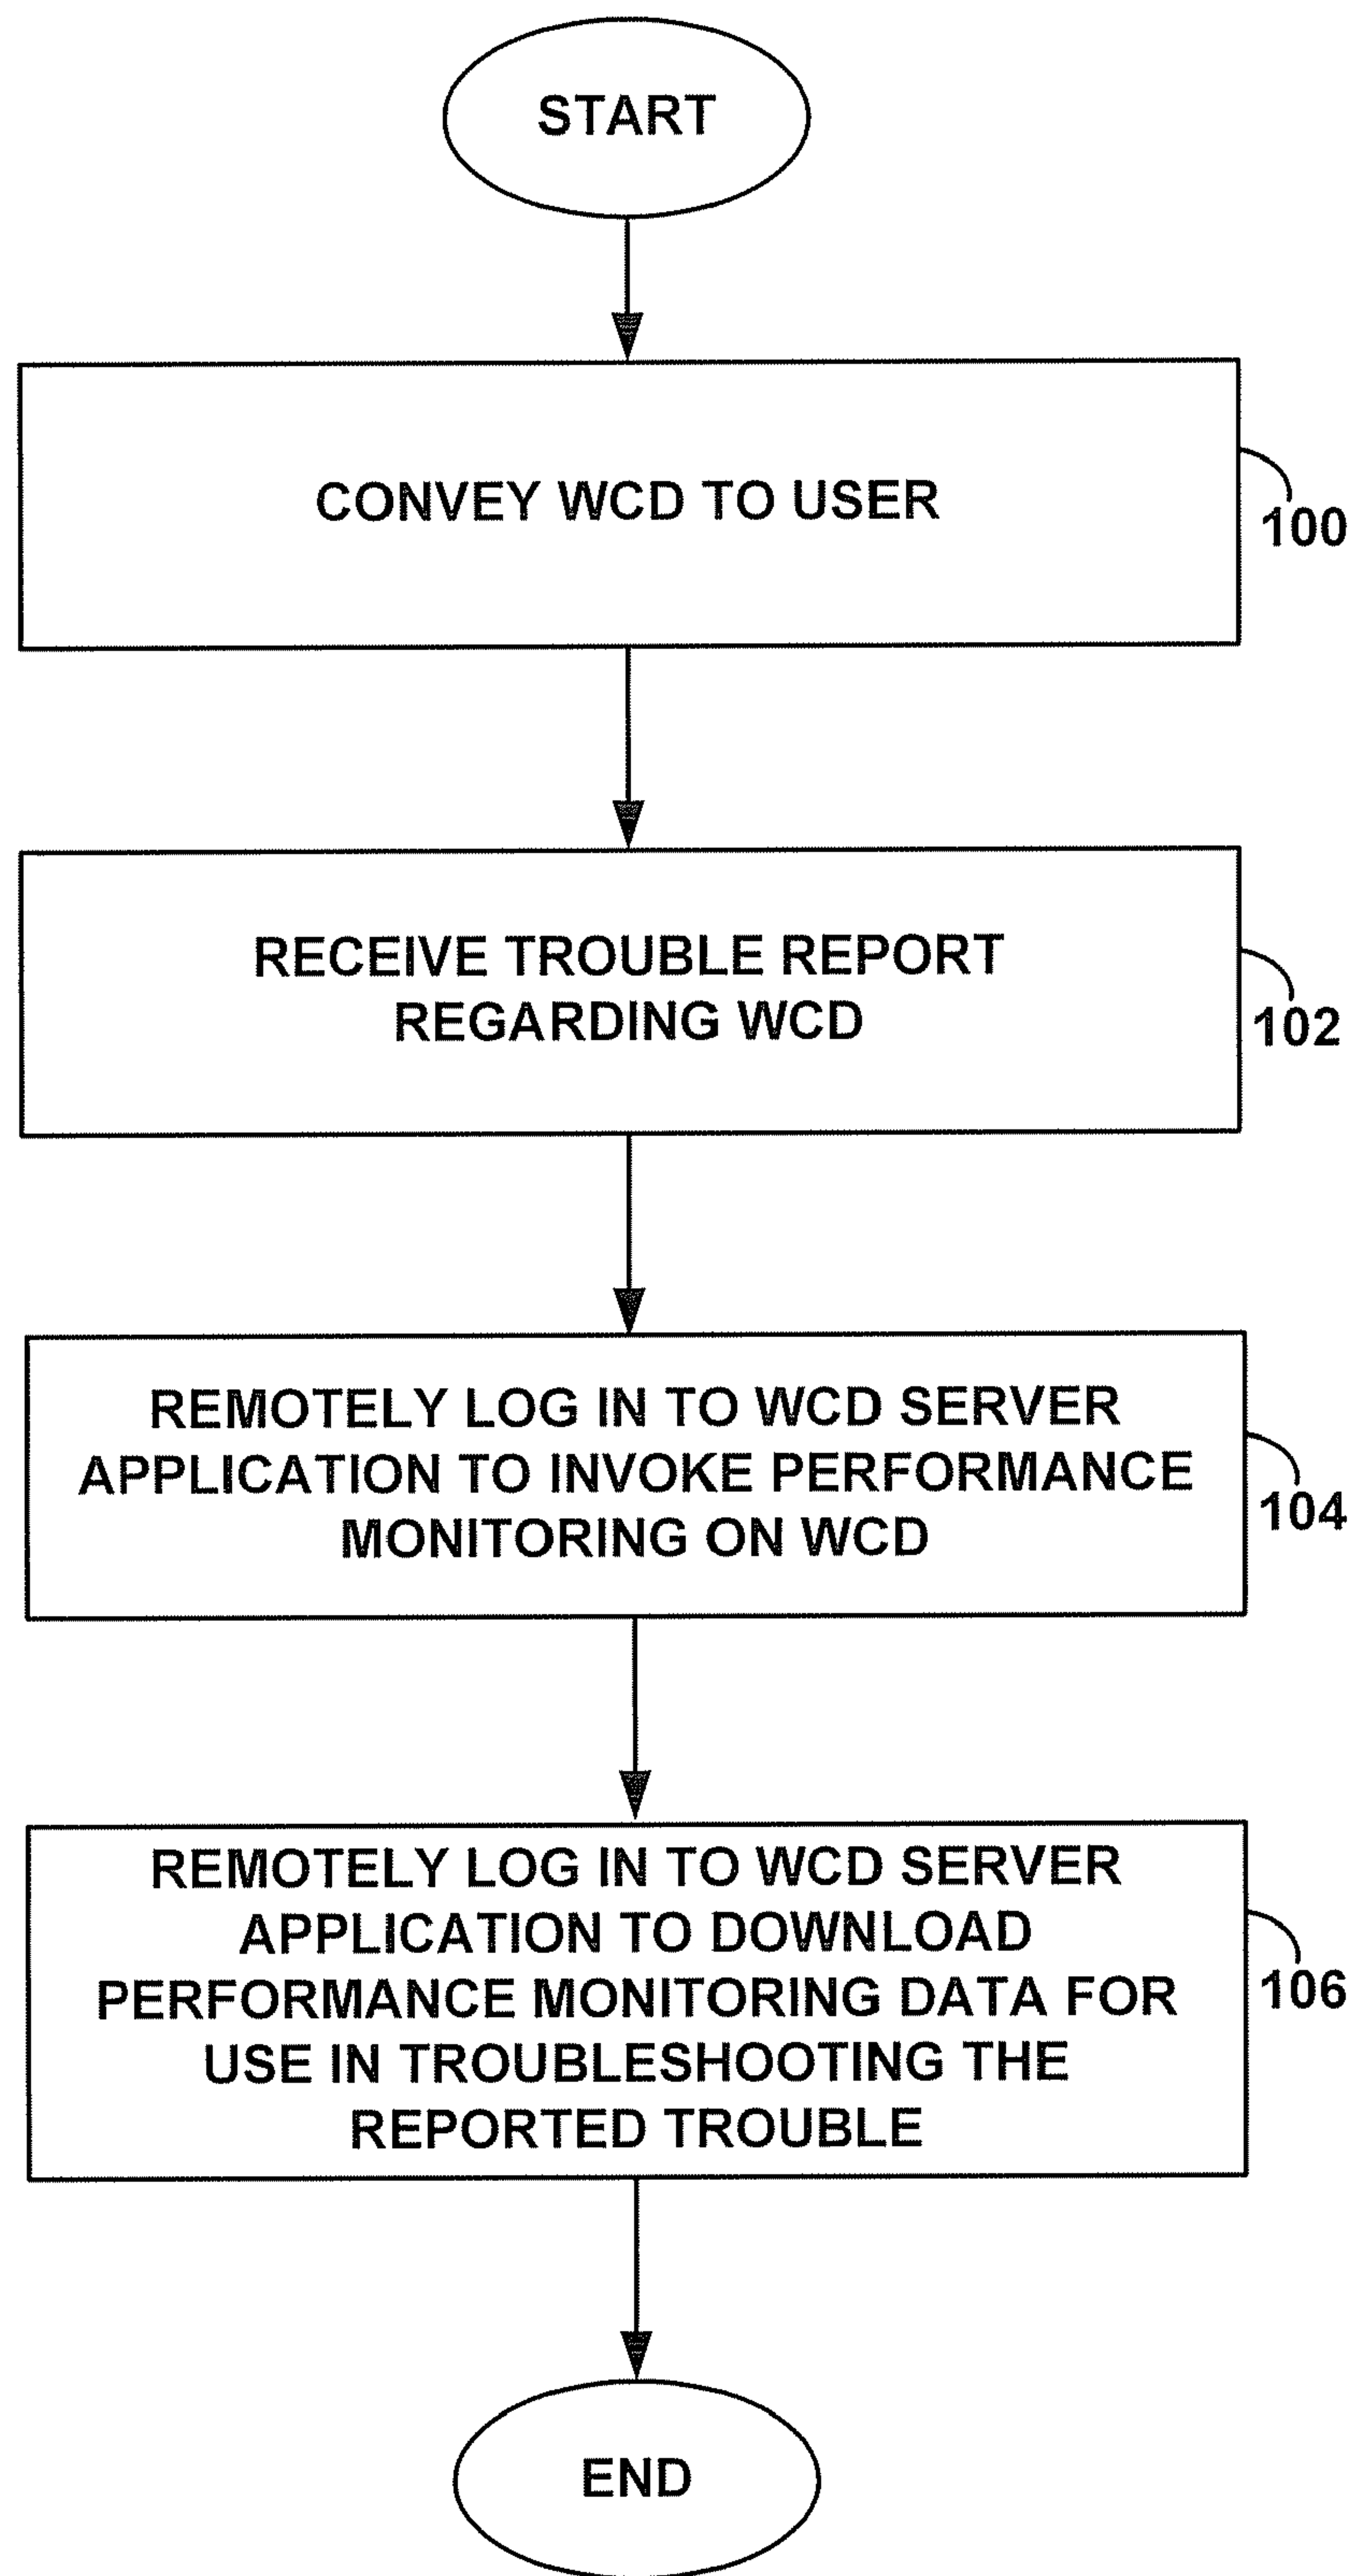 START
CONVEY WCD TO USER
100
RECEIVE TROUBLE REPORT
REGARDING WCD
102
REMOTELY LOG IN TO WCD SERVER
APPLICATION TO INVOKE PERFORMANCE
MONITORING ON WCD
104
REMOTELY LOG IN TO WCD SERVER
APPLICATION TO DOWNLOAD
PERFORMANCE MONITORING DATA FOR
USE IN TROUBLESHOOTING THE
REPORTED TROUBLE
106
END